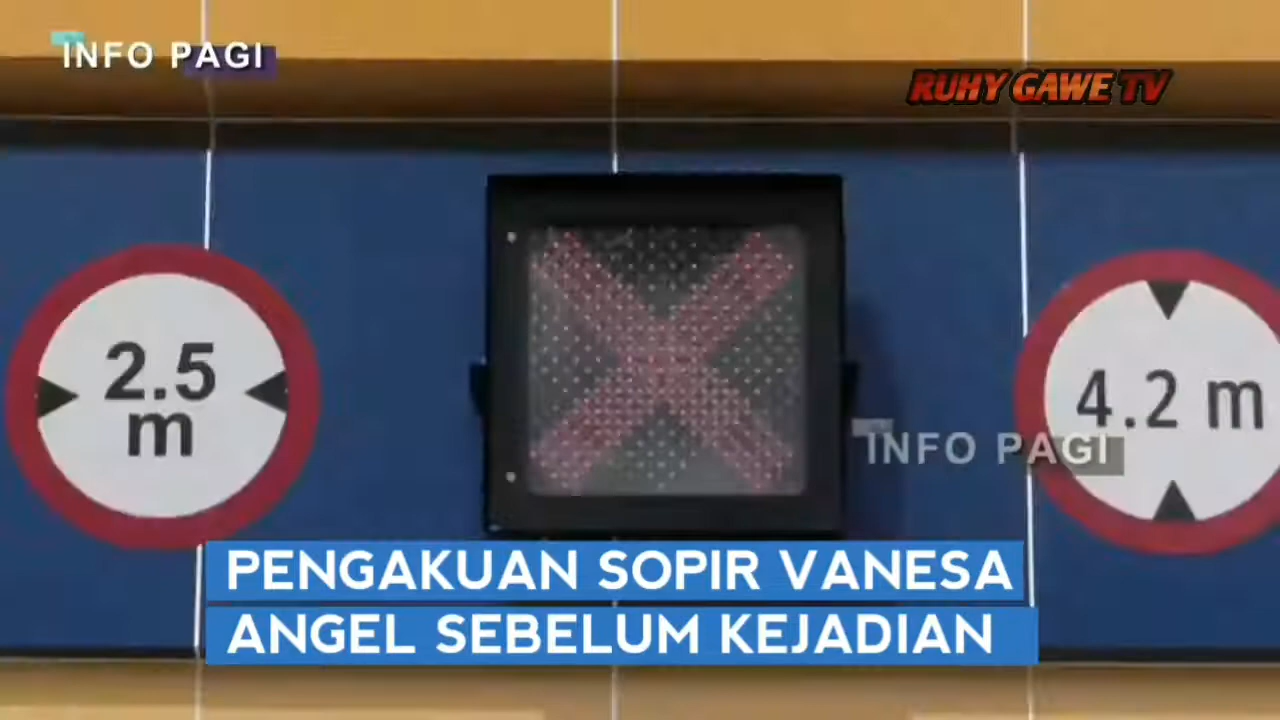 INFO PAGI
RUHY GAWE TV
2.5
m
4.2 m
INFO PAGI
PENGAKUAN SOPIR VANESA
ANGEL SEBELUM KEJADIAN